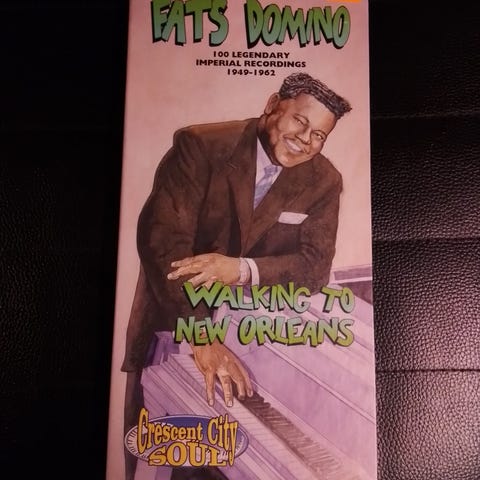 FATS DOMINO
100 LEGENDARY
IMPERIAL RECORDINGS
1949-1962
WALKING TO
NEW ORLEANS
Crescent City
SOUL